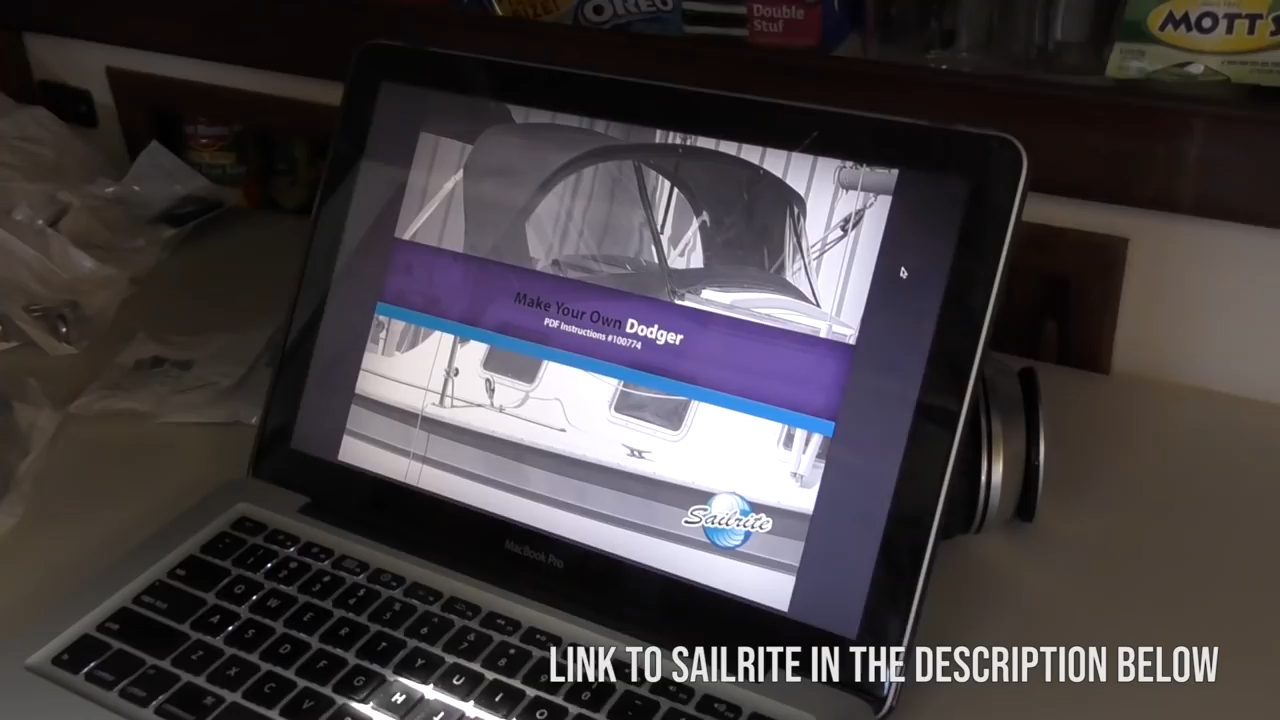 OREO
Double
Stuf
MOTT'S
Make Your Own Dodger
PDF Instructions #100774
Sailrite
MacBook Pro
Q W E R T Y U I O
A S D F G H J
Z X C V
LINK TO SAILRITE IN THE DESCRIPTION BELOW